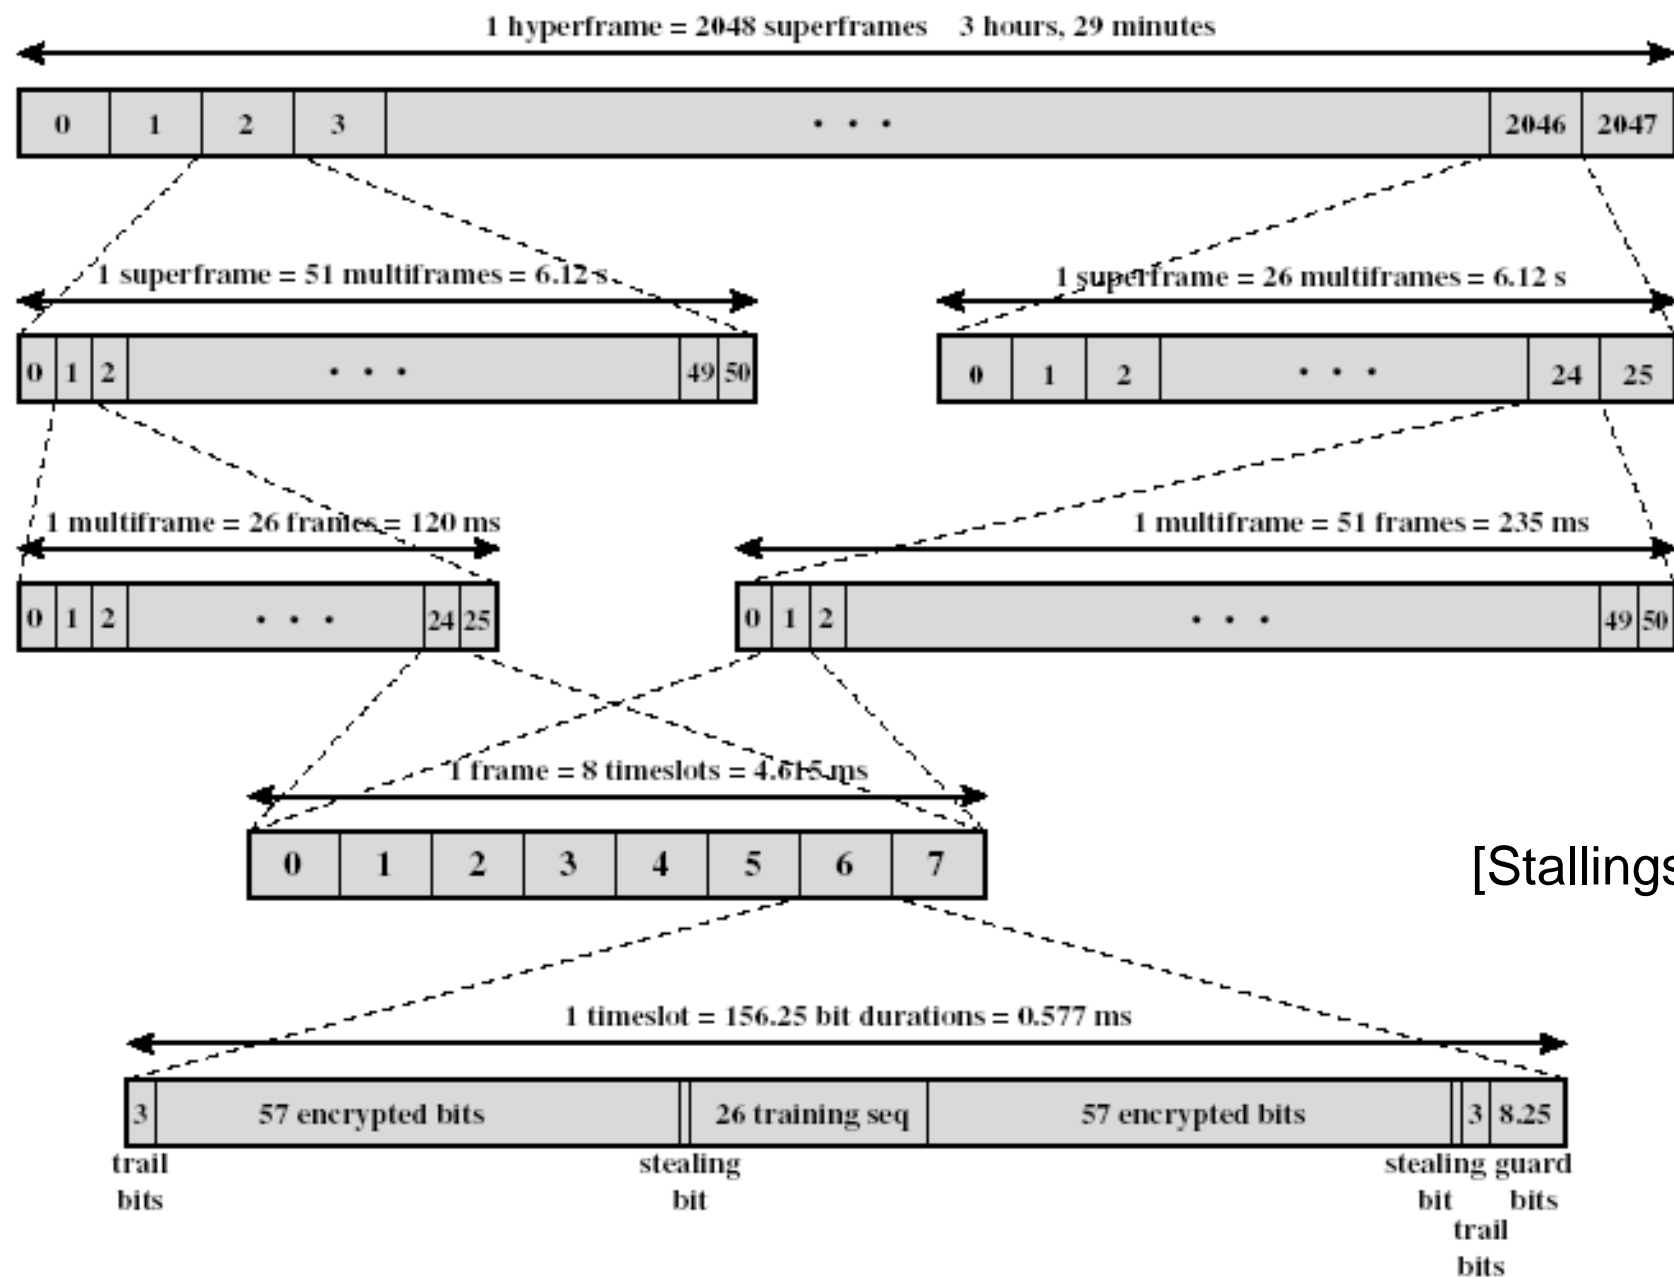 1 hyperframe = 2048 superframes 3 hours, 29 minutes
0 1 2 3 • • • 2046 2047
1 superframe = 51 multiframes = 6.12 s
1 superframe = 26 multiframes = 6.12 s
0 1 2 • • • 49 50
0 1 2 • • • 24 25
1 multiframe = 26 frames = 120 ms
1 multiframe = 51 frames = 235 ms
0 1 2 • • • 24 25
0 1 2 • • • 49 50
1 frame = 8 timeslots = 4.615 ms
0 1 2 3 4 5 6 7
[Stallings
1 timeslot = 156.25 bit durations = 0.577 ms
3 57 encrypted bits 26 training seq 57 encrypted bits 3 8.25
trail
bits
stealing
bit
stealing
bit
trail
bits
guard
bits